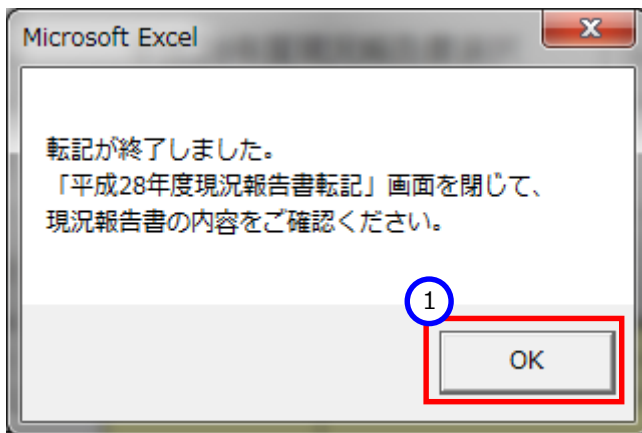 Microsoft Excel
転記が終了しました。
「平成28年度現況報告書転記」画面を閉じて、
現況報告書の内容をご確認ください。
1
OK